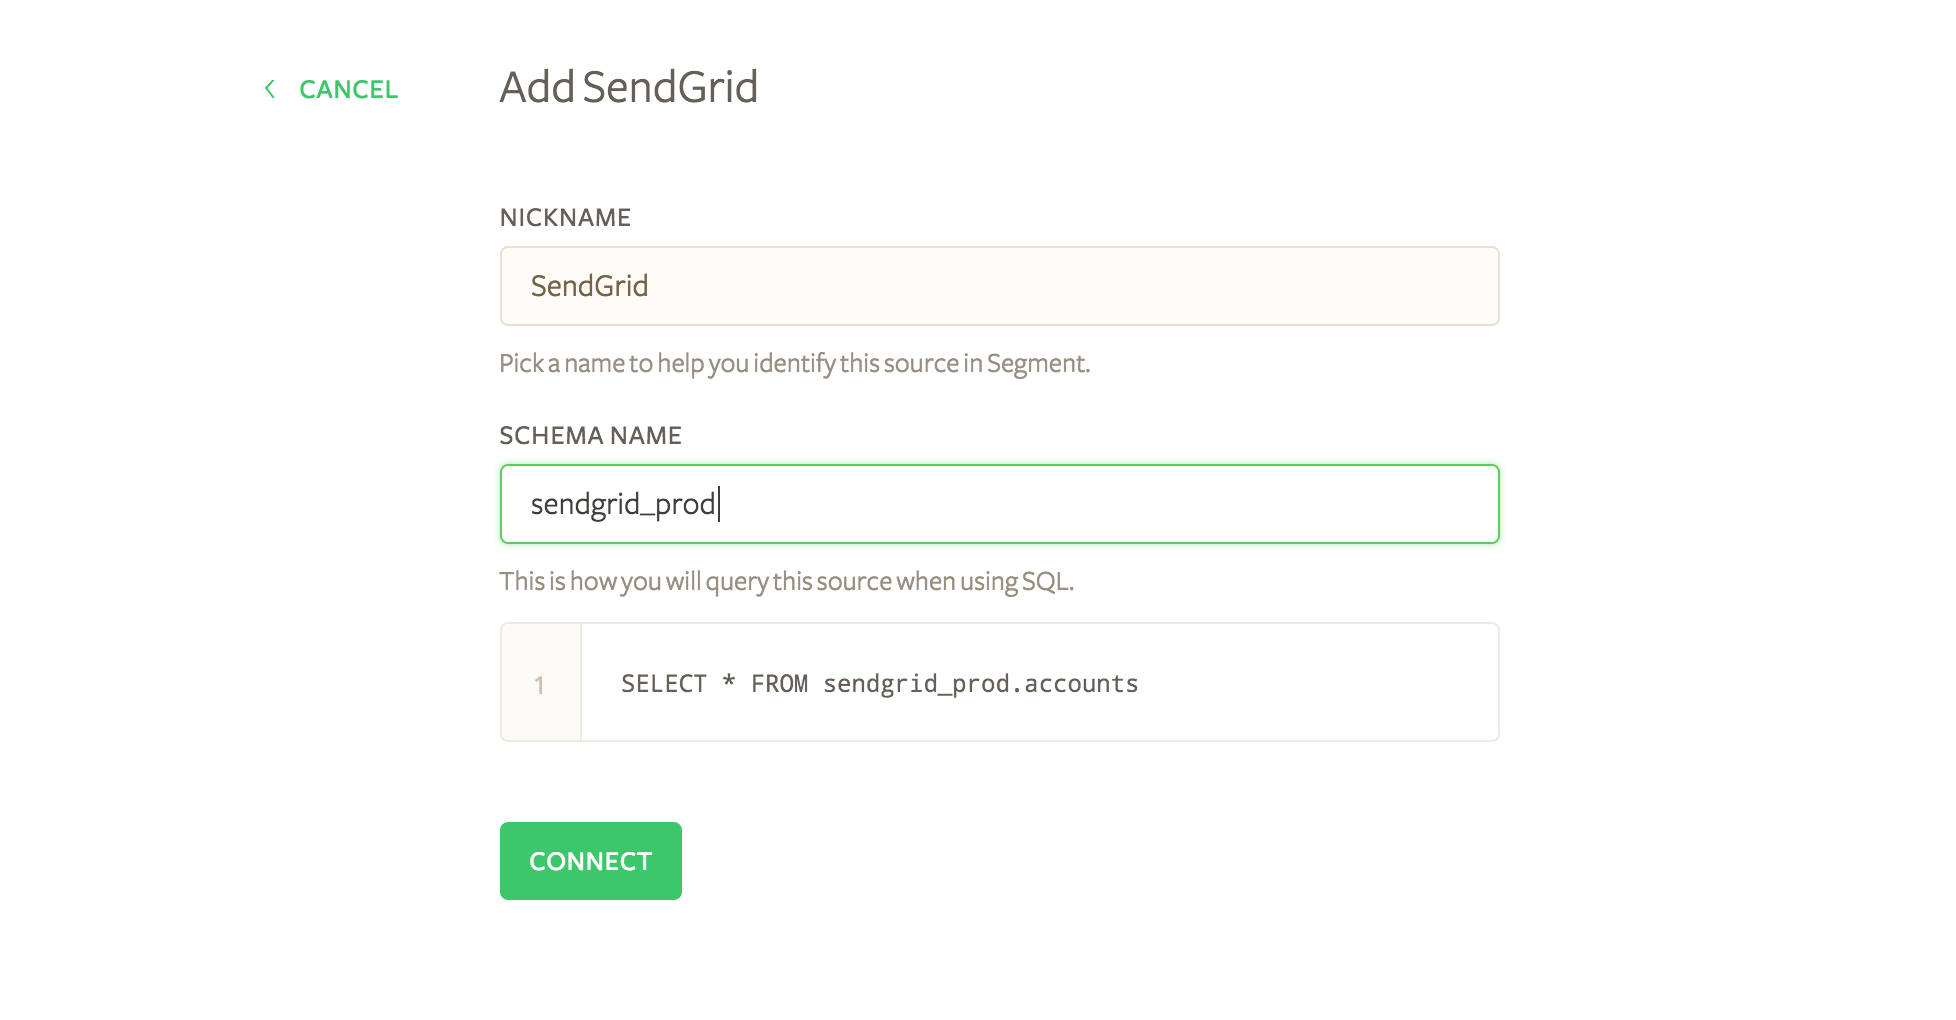 CANCEL
Add SendGrid
NICKNAME
SendGrid
Pick a name to help you identify this source in Segment.
SCHEMA NAME
sendgrid_prod
This is how you will query this source when using SQL.
1 SELECT * FROM sendgrid_prod.accounts
CONNECT